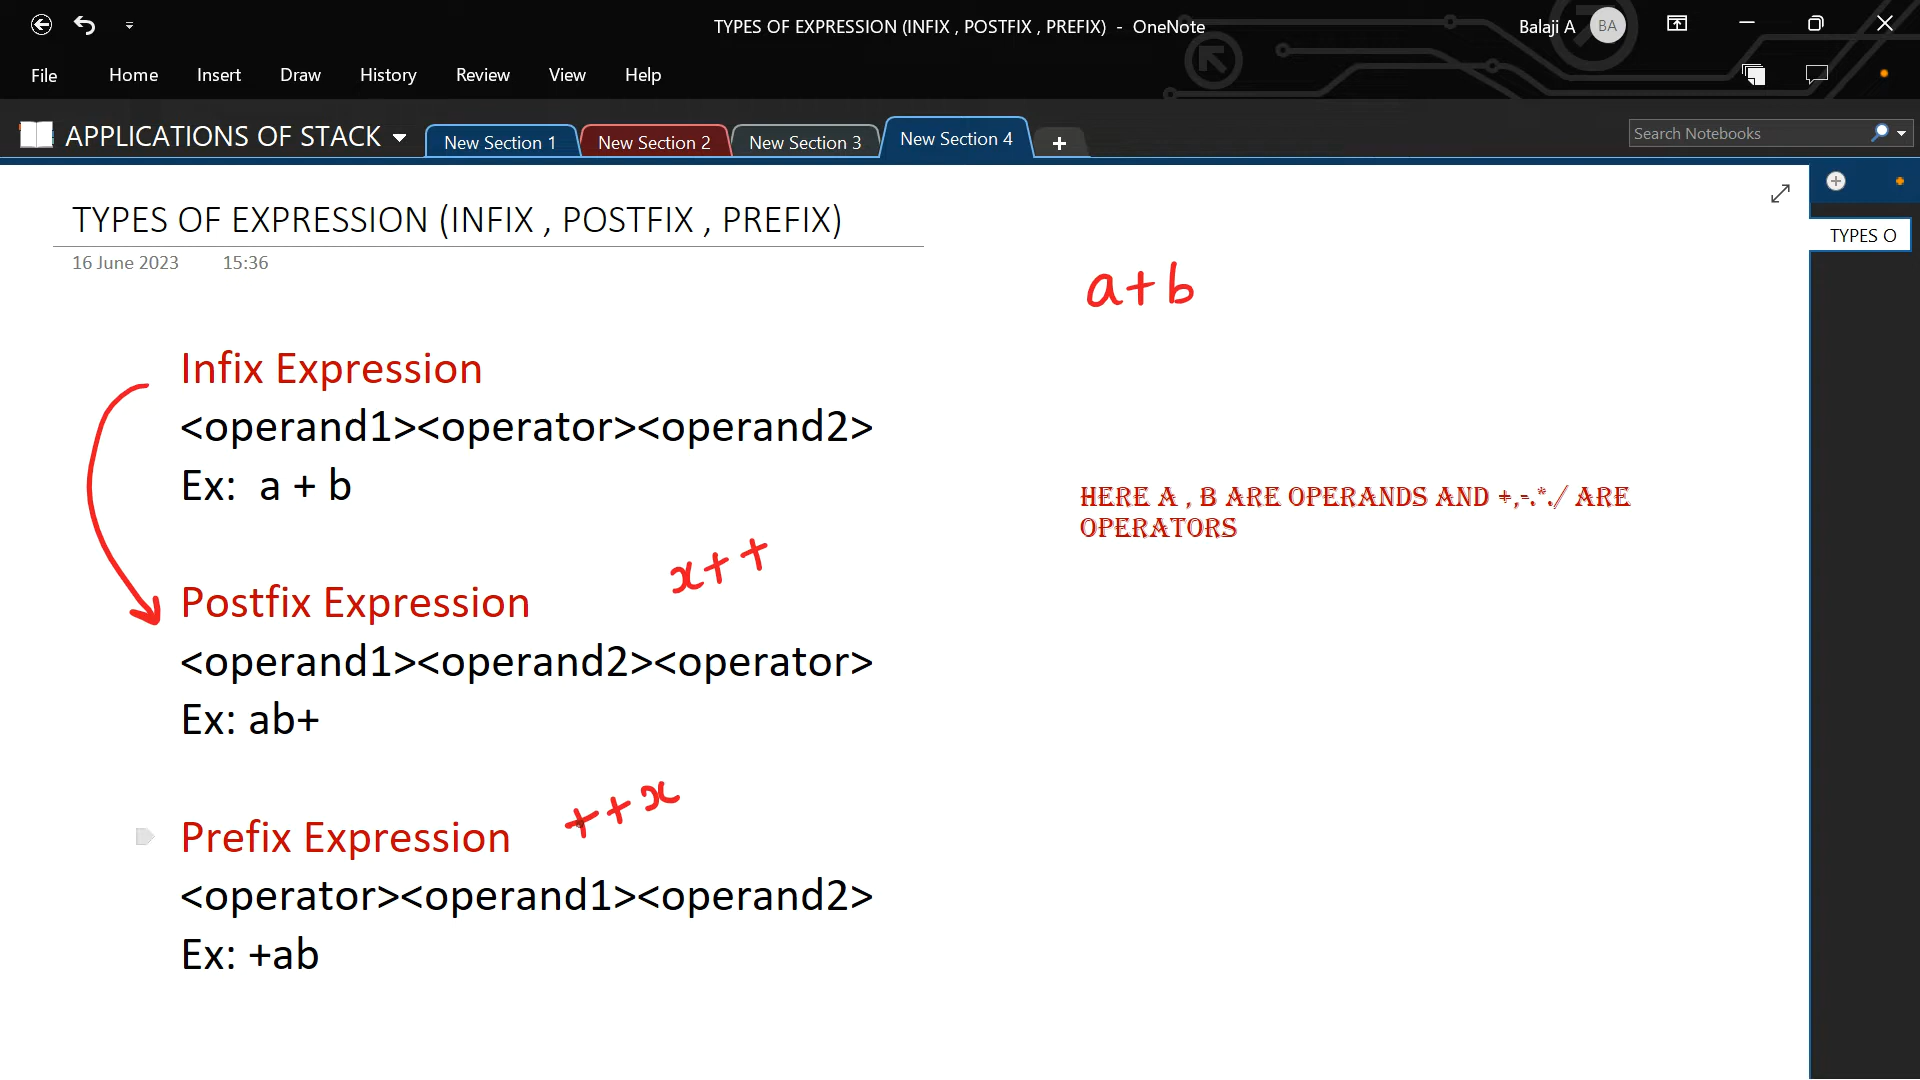 TYPES OF EXPRESSION (INFIX , POSTFIX , PREFIX) - OneNote
Balaji A
BA
File
Home
Insert
Draw
History
Review
View
Help
APPLICATIONS OF STACK
New Section 1
New Section 2
New Section 3
New Section 4
+
Search Notebooks
TYPES OF EXPRESSION (INFIX , POSTFIX , PREFIX)
TYPES O
16 June 2023 15:36
a+b
Infix Expression
<operand1><operator><operand2>
Ex: a + b
HERE A , B ARE OPERANDS AND +,-.*./ ARE
OPERATORS
x++
Postfix Expression
<operand1><operand2><operator>
Ex: ab+
++x
Prefix Expression
<operator><operand1><operand2>
Ex: +ab